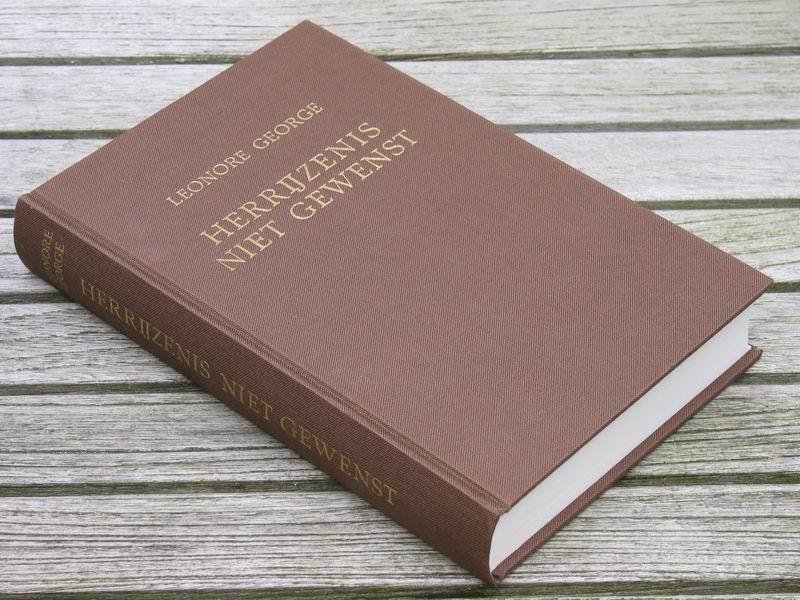 LEONORE GEORGE
HERRIJZENIS
NIET GEWENST
LEONORE
GEORGE
HERRIJZENIS NIET GEWENST